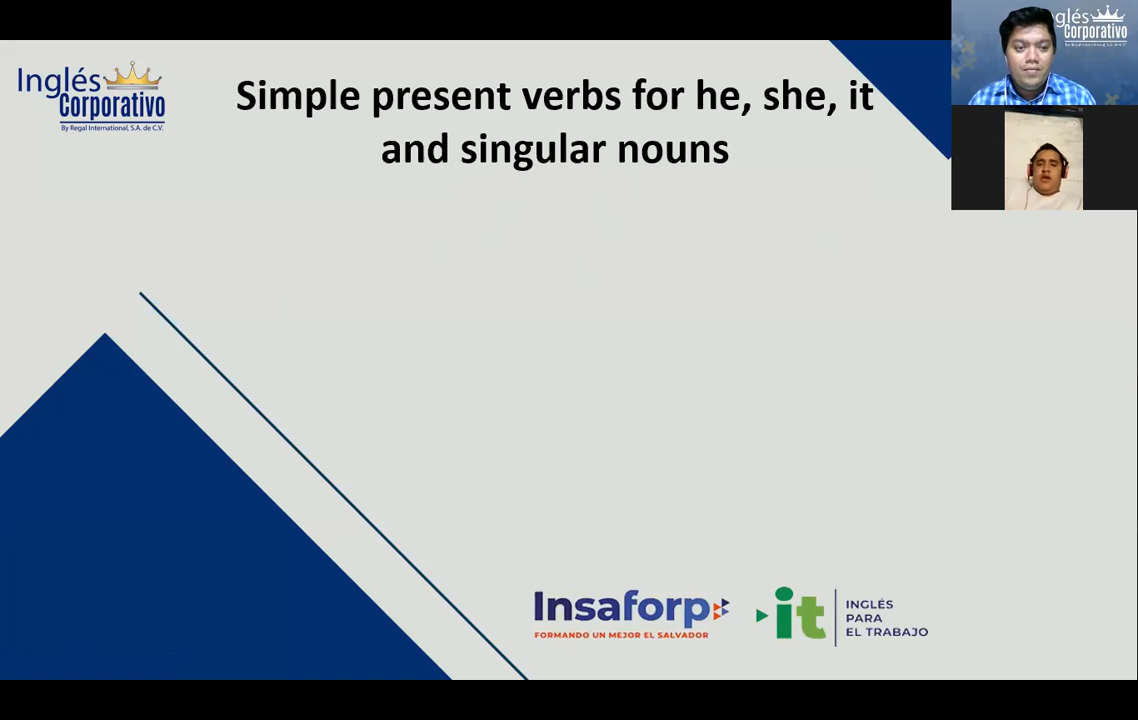 Inglés
Corporativo
By Regal International, S.A. de C.V.
Simple present verbs for he, she, it
and singular nouns
glés
Corporativo
Insaforp
FORMANDO UN MEJOR EL SALVADOR
it
INGLÉS
PARA
EL TRABAJO